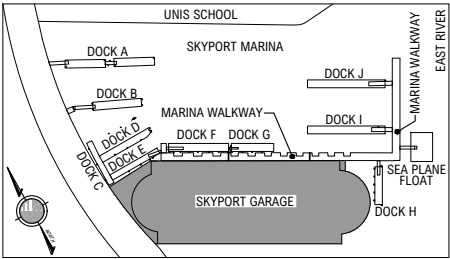 UNIS SCHOOL
DOCK A
SKYPORT MARINA
EAST RIVER
DOCK J
MARINA WALKWAY
DOCK B
MARINA WALKWAY
DOCK I
DOCK D
DOCK F
DOCK G
DOCK E
DOCK C
SEA PLANE
FLOAT
SKYPORT GARAGE
DOCK H